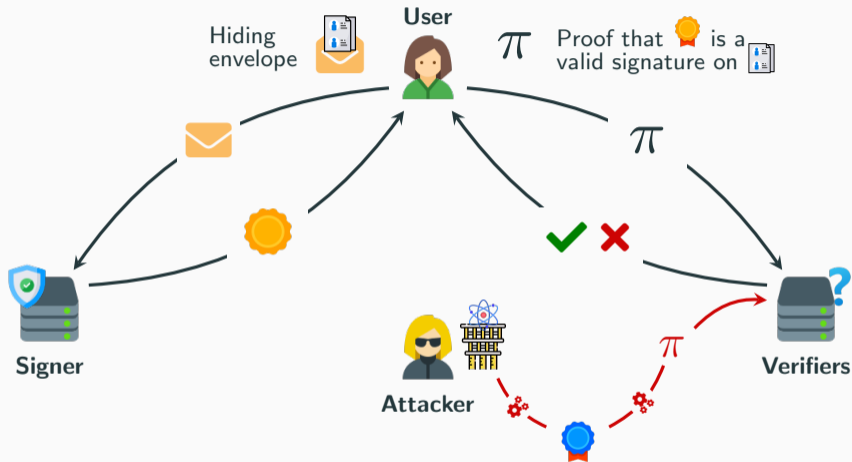 User
Hiding
envelope
π
Proof that is a
valid signature on
π
?
Signer
Attacker
π
Verifiers